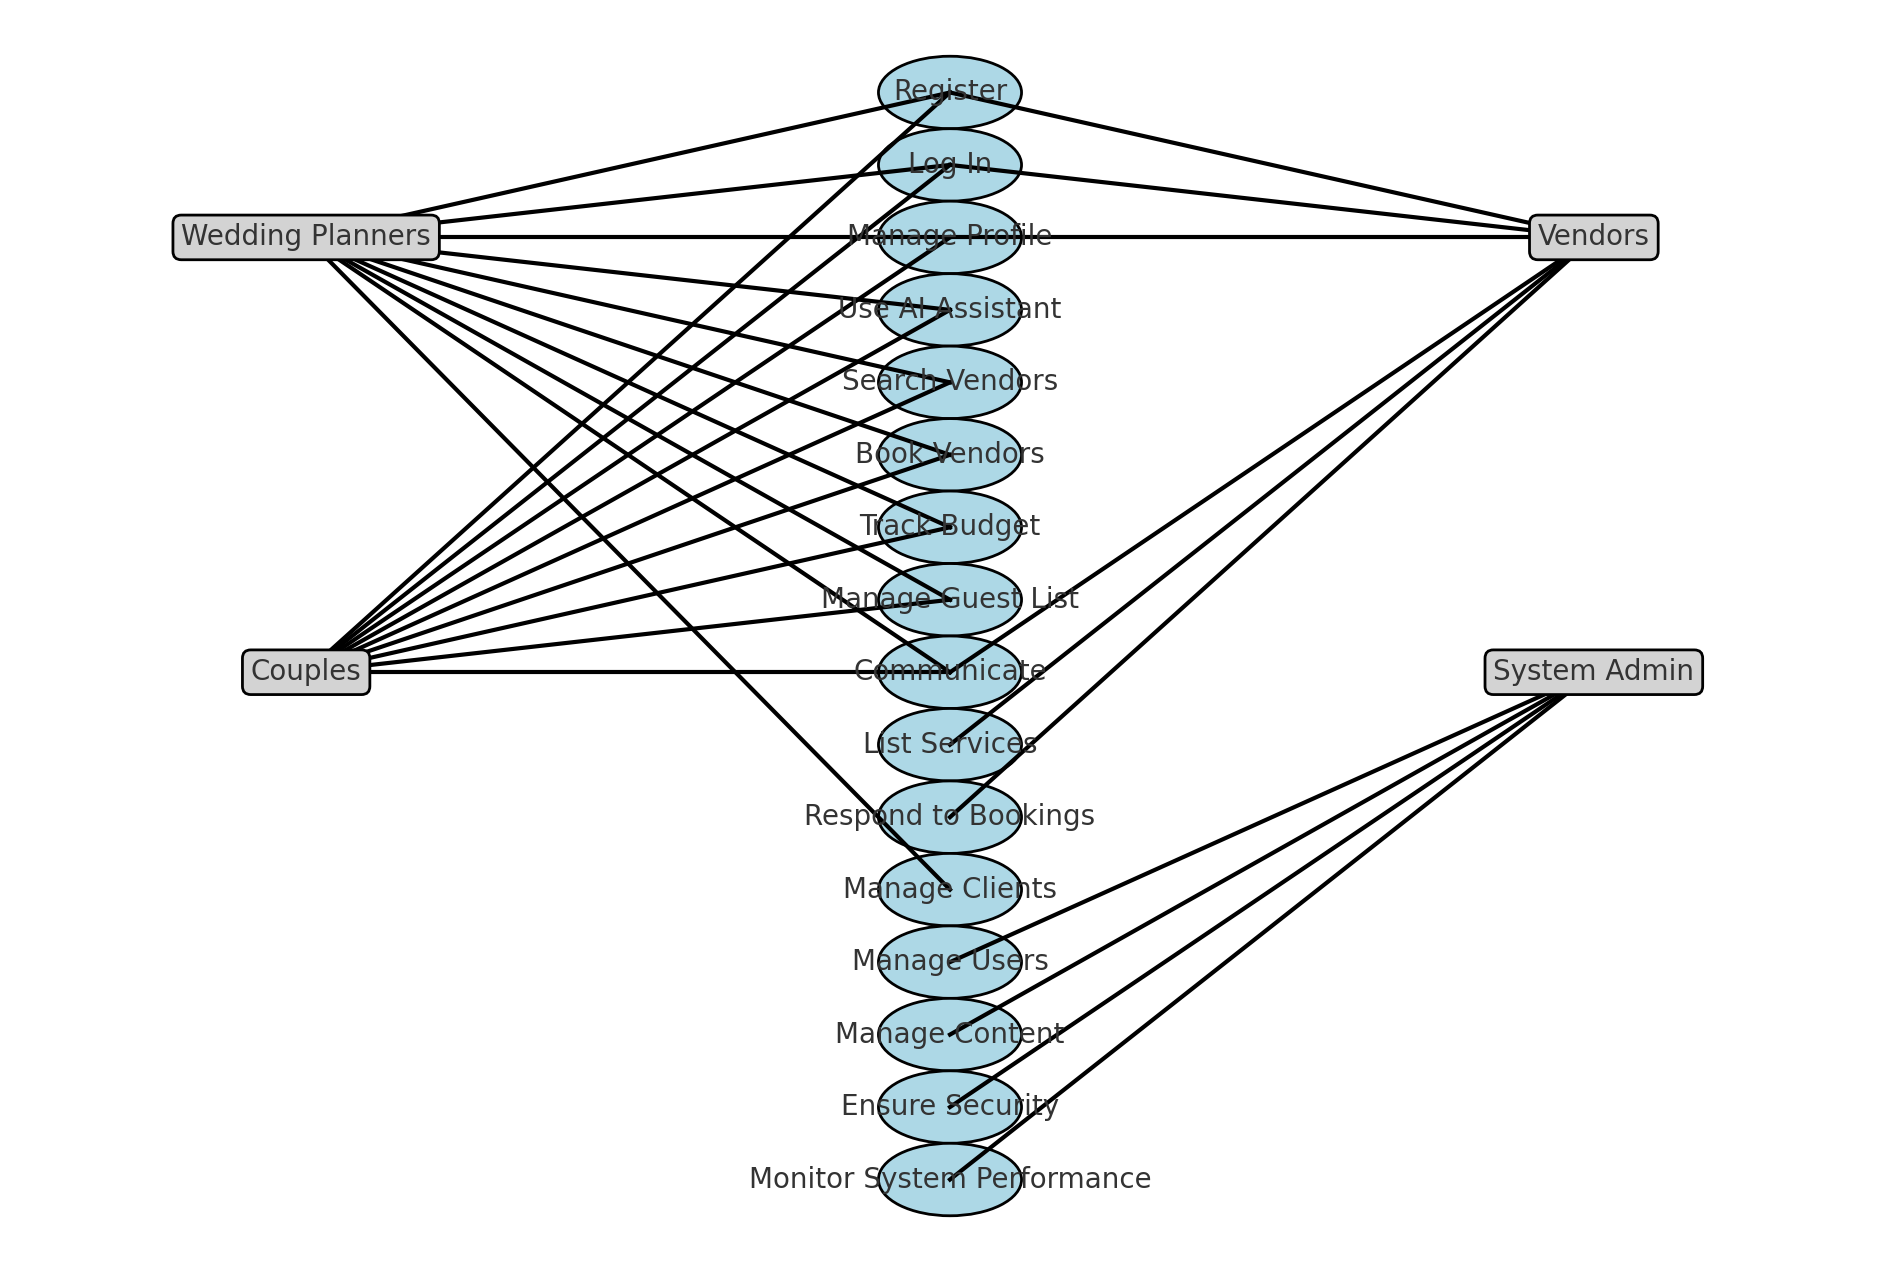 Register
Log In
Wedding Planners
Manage Profile
Vendors
Use AI Assistant
Search Vendors
Book Vendors
Track Budget
Manage Guest List
Couples
Communicate
System Admin
List Services
Respond to Bookings
Manage Clients
Manage Users
Manage Content
Ensure Security
Monitor System Performance